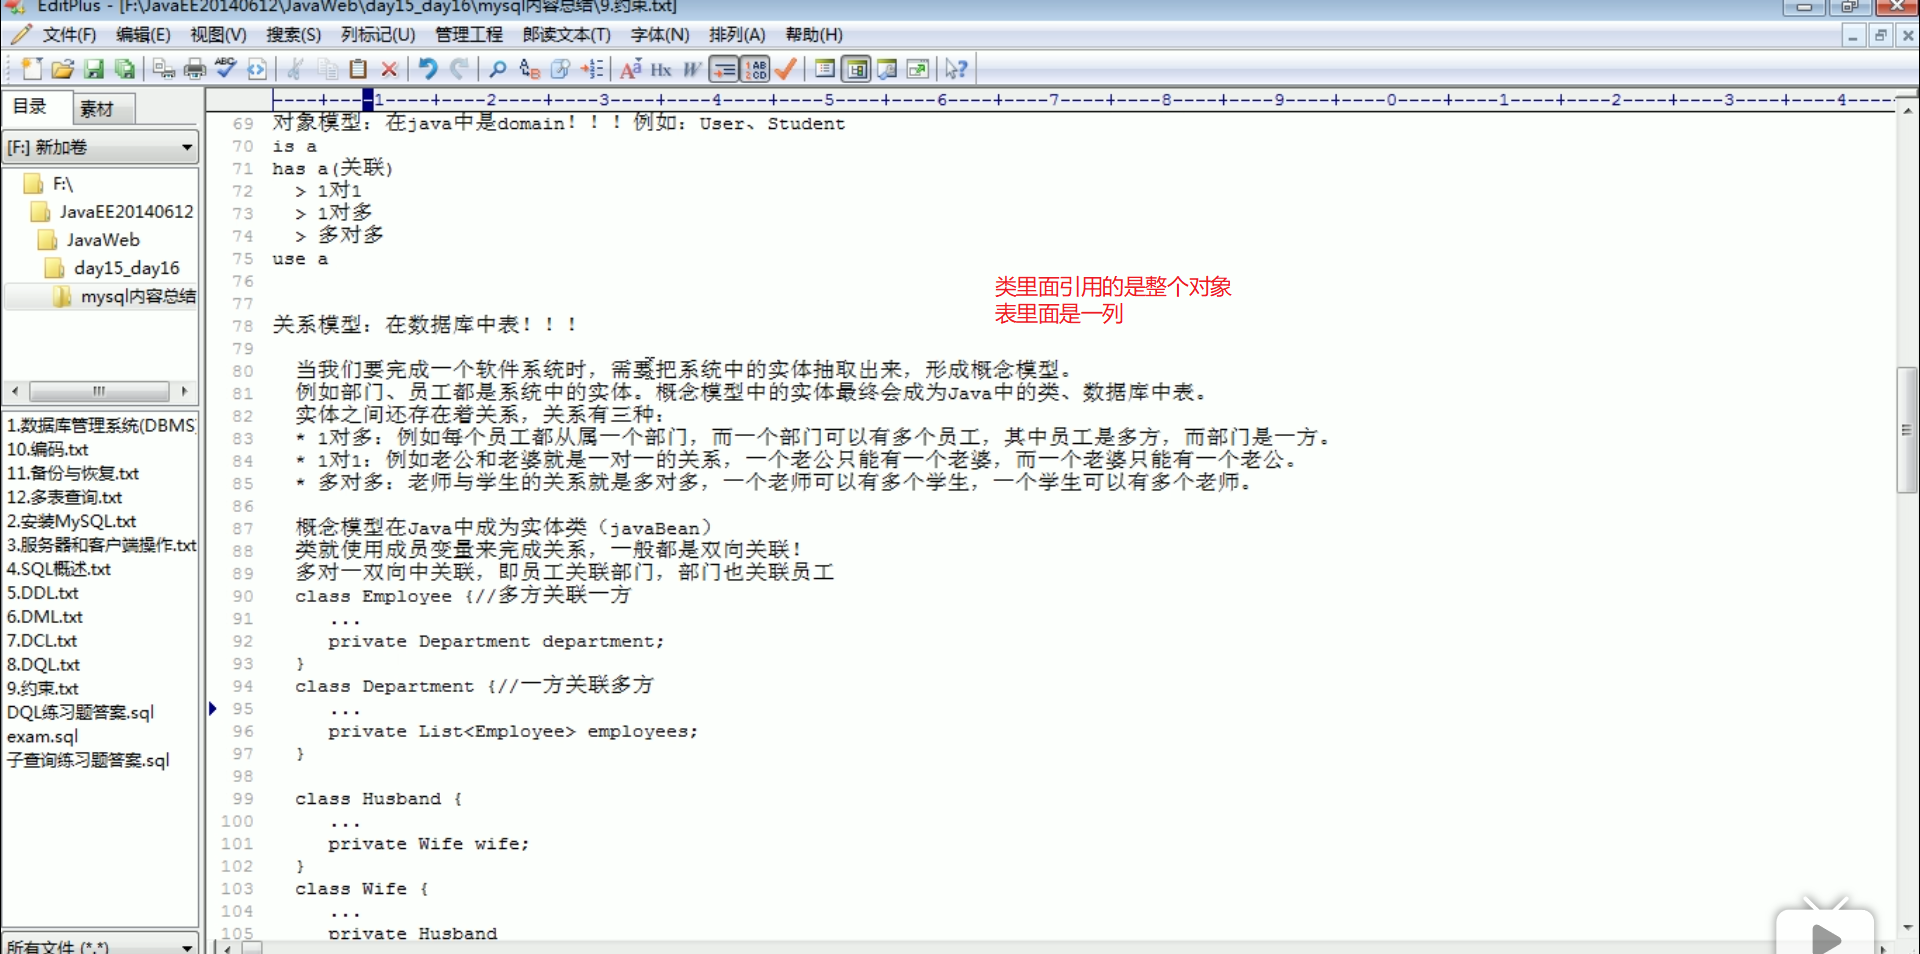 EditPlus - [F:\JavaEE20140612\JavaWeb\day15_day16\mysql内容总结\9.约束.txt]
文件(F) 编辑(E) 视图(V) 搜索(S) 列标记(U) 管理工程 郎读文本(T) 字体(N) 排列(A) 帮助(H)
目录 素材
[F:] 新加卷
F:\
JavaEE20140612
JavaWeb
day15_day16
mysql内容总结
1.数据库管理系统(DBMS)
10.编码.txt
11.备份与恢复.txt
12.多表查询.txt
2.安装MySQL.txt
3.服务器和客户端操作.txt
4.SQL概述.txt
5.DDL.txt
6.DML.txt
7.DCL.txt
8.DQL.txt
9.约束.txt
DQL练习题答案.sql
exam.sql
子查询练习题答案.sql
所有文件 (*.*)
----+----1----+----2----+----3----+----4----+----5----+----6----+----7----+----8----+----9----+----0----+----1----+----2----+----3----+----4----
69 对象模型：在java中是domain！！！例如：User、Student
70 is a
71 has a(关联)
72 > 1对1
73 > 1对多
74 > 多对多
75 use a
76
77
78 关系模型：在数据库中表！！！
79
80 当我们要完成一个软件系统时，需要把系统中的实体抽取出来，形成概念模型。
81 例如部门、员工都是系统中的实体。概念模型中的实体最终会成为Java中的类、数据库中表。
82 实体之间还存在着关系，关系有三种：
83 * 1对多：例如每个员工都从属一个部门，而一个部门可以有多个员工，其中员工是多方，而部门是一方。
84 * 1对1：例如老公和老婆就是一对一的关系，一个老公只能有一个老婆，而一个老婆只能有一个老公。
85 * 多对多：老师与学生的关系就是多对多，一个老师可以有多个学生，一个学生可以有多个老师。
86
87 概念模型在Java中成为实体类（javaBean）
88 类就使用成员变量来完成关系，一般都是双向关联！
89 多对一双向中关联，即员工关联部门，部门也关联员工
90 class Employee {//多方关联一方
91 ...
92 private Department department;
93 }
94 class Department {//一方关联多方
95 ...
96 private List<Employee> employees;
97 }
98
99 class Husband {
100 ...
101 private Wife wife;
102 }
103 class Wife {
104 ...
105 private Husband
类里面引用的是整个对象
表里面是一列